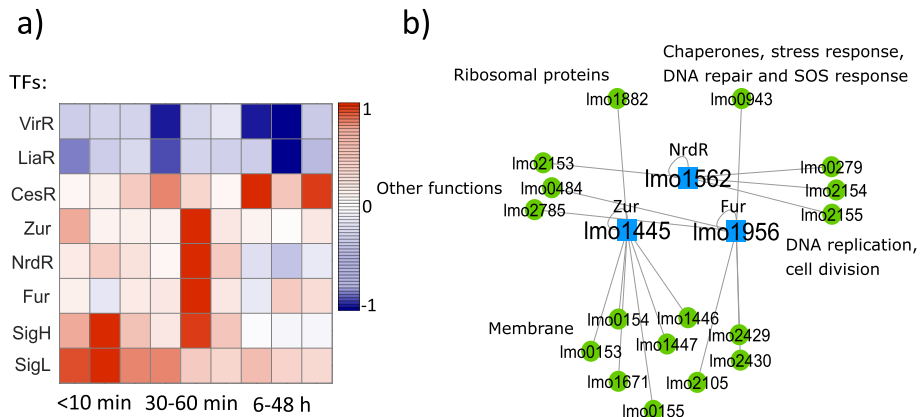 a)
TFs:
VirR
LiaR
CesR
Zur
NrdR
Fur
SigH
SigL
1
0
-1
<10 min
30-60 min
6-48 h
b)
Chaperones, stress response,
DNA repair and SOS response
Ribosomal proteins
lmo1882
lmo0943
NrdR
lmo1562
lmo2153
lmo0279
Other functions
lmo0484
lmo2154
lmo2785
lmo2155
Zur
Fur
lmo1445
lmo1956
DNA replication,
cell division
Membrane
lmo0154
lmo1446
lmo2429
lmo0153
lmo1447
lmo2430
lmo1671
lmo2105
lmo0155